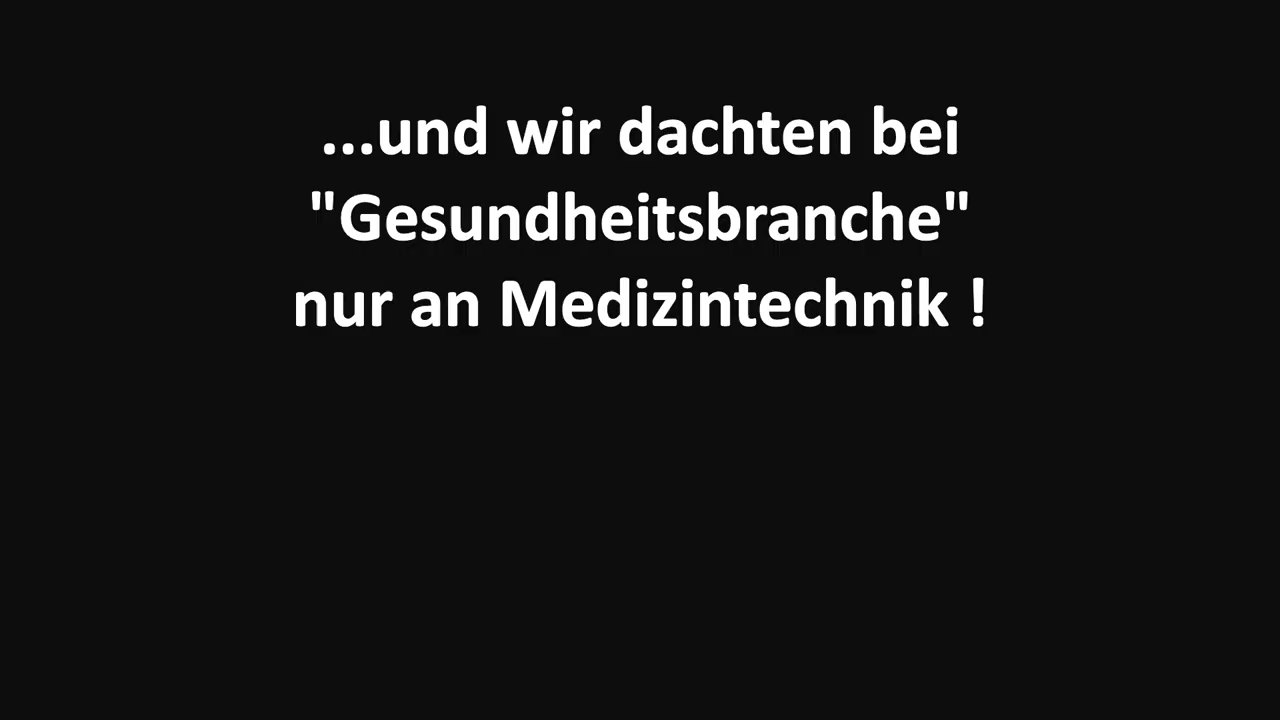 ...und wir dachten bei
"Gesundheitsbranche"
nur an Medizintechnik !